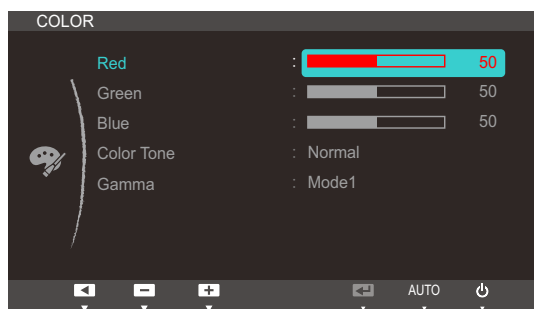 COLOR
Red : 50
Green : 50
Blue : 50
Color Tone : Normal
Gamma : Mode1
AUTO